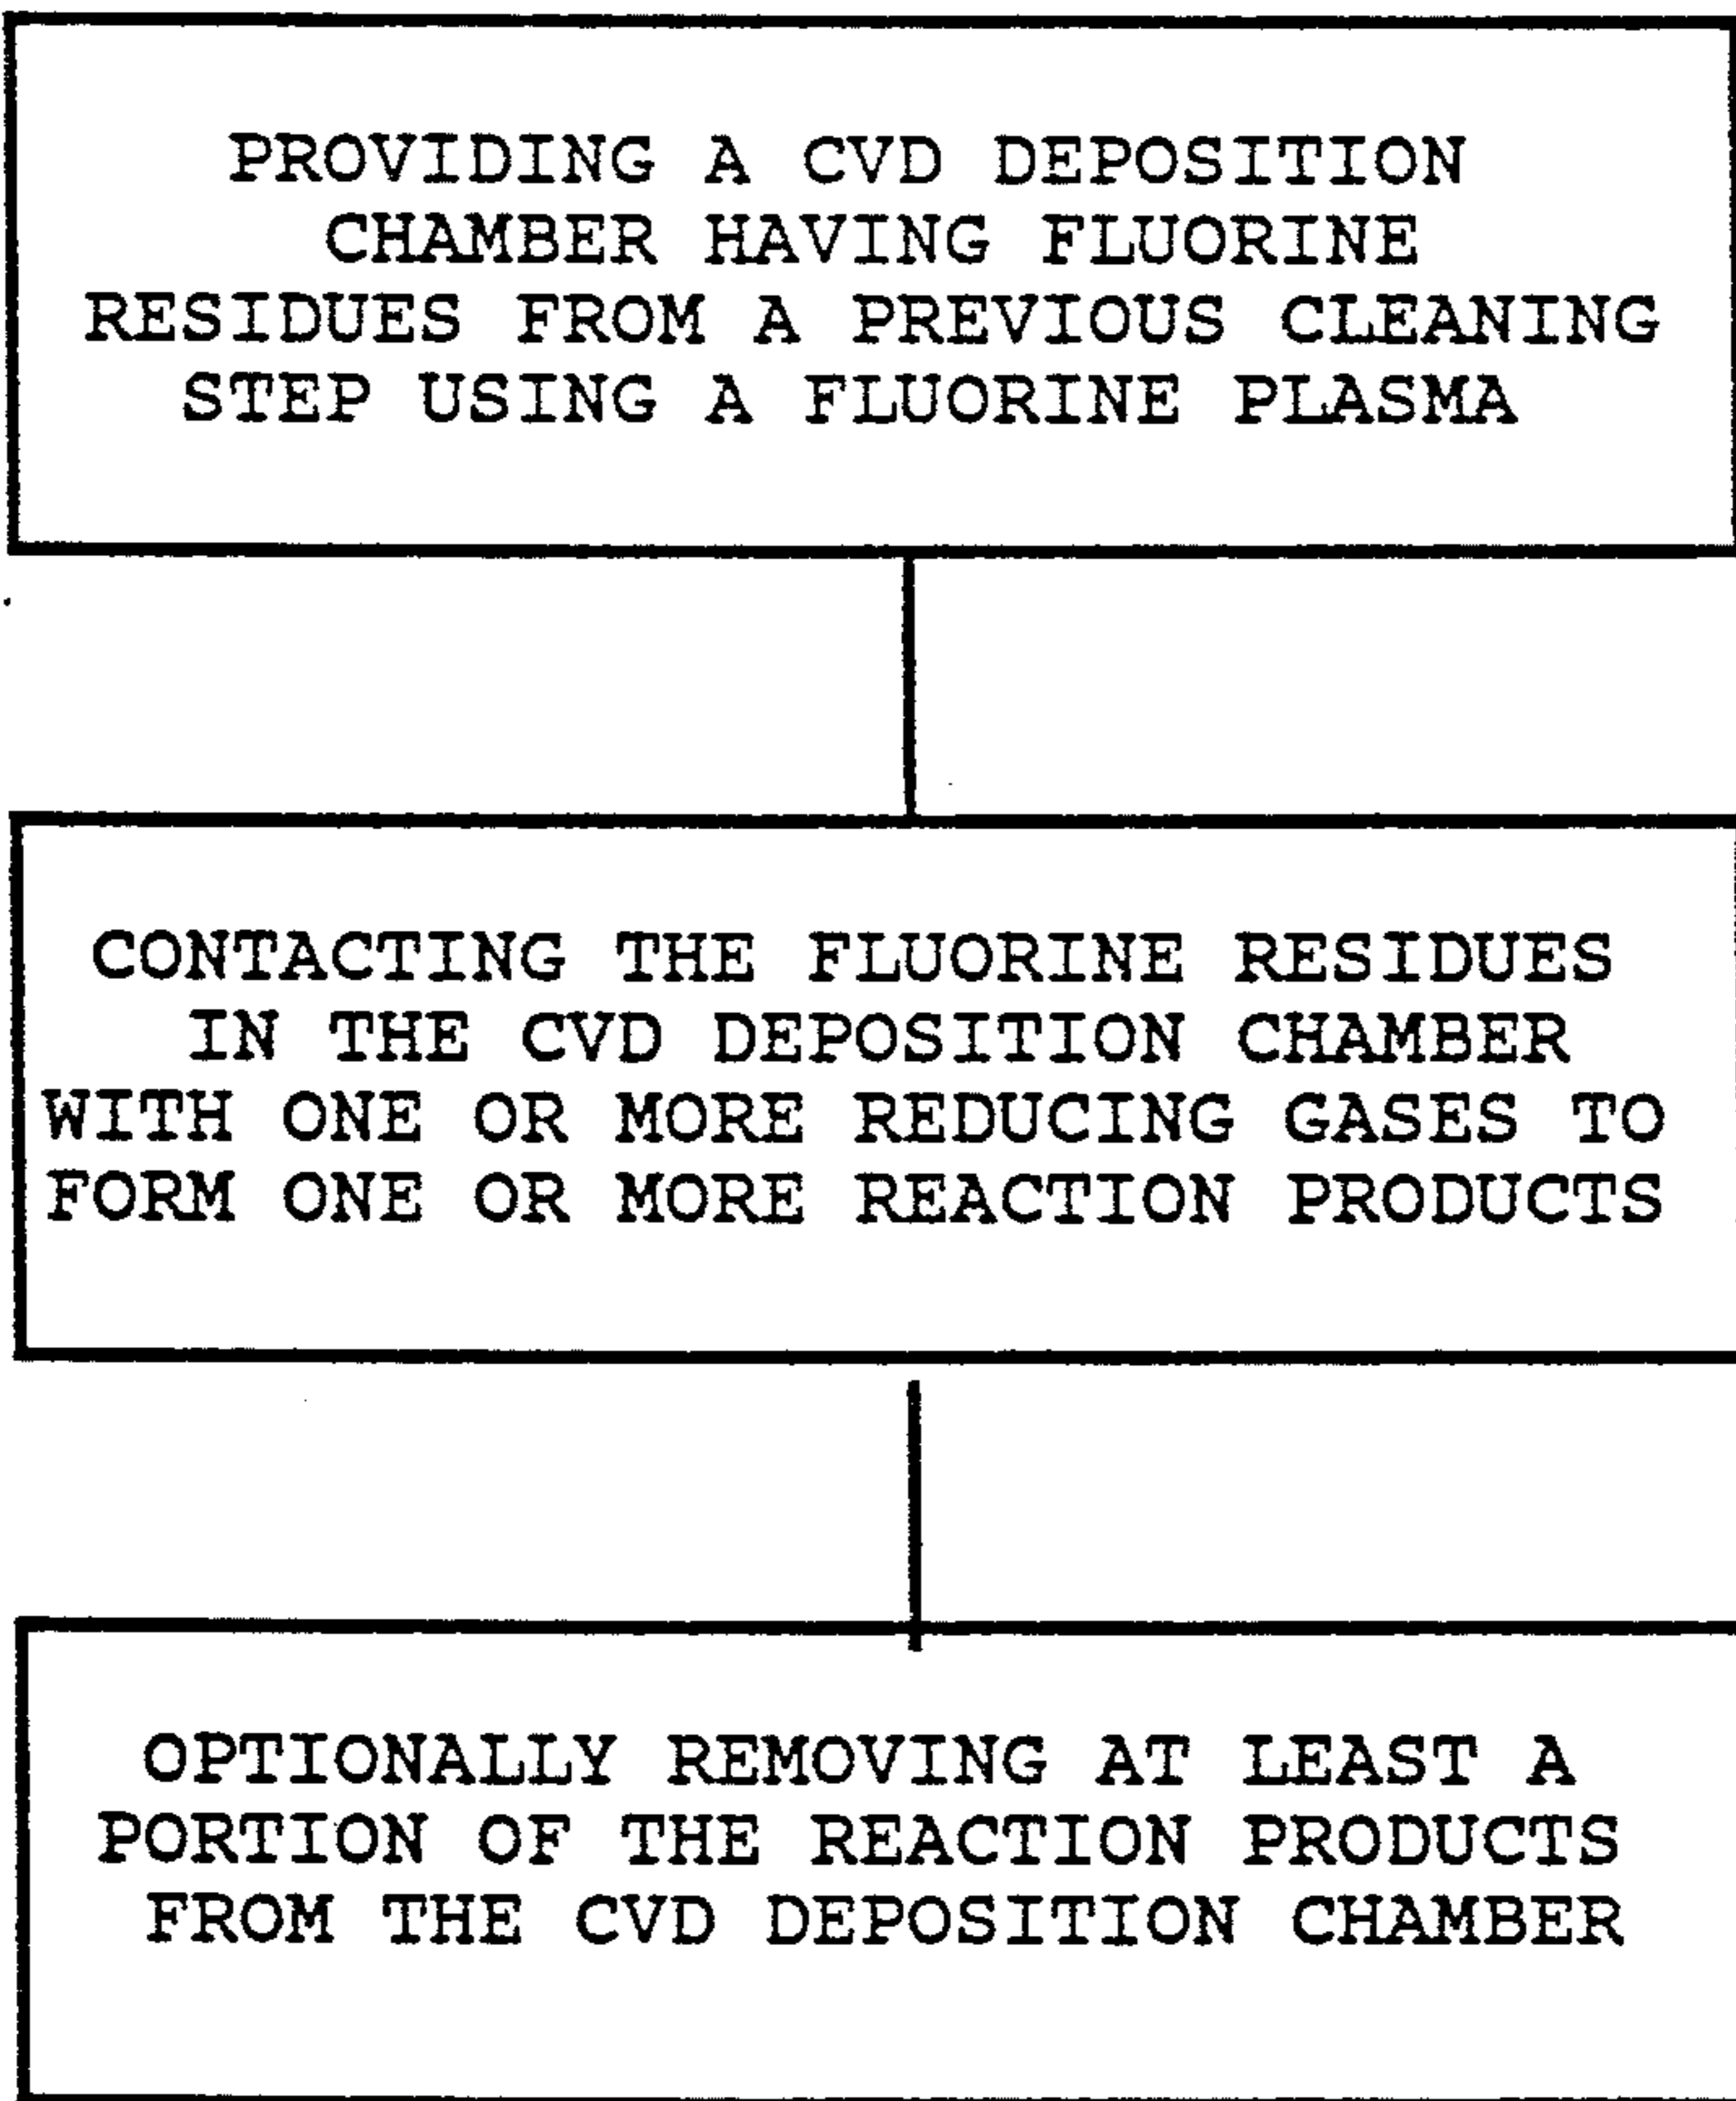 PROVIDING A CVD DEPOSITION
CHAMBER HAVING FLUORINE
RESIDUES FROM A PREVIOUS CLEANING
STEP USING A FLUORINE PLASMA
CONTACTING THE FLUORINE RESIDUES
IN THE CVD DEPOSITION CHAMBER
WITH ONE OR MORE REDUCING GASES TO
FORM ONE OR MORE REACTION PRODUCTS
OPTIONALLY REMOVING AT LEAST A
PORTION OF THE REACTION PRODUCTS
FROM THE CVD DEPOSITION CHAMBER